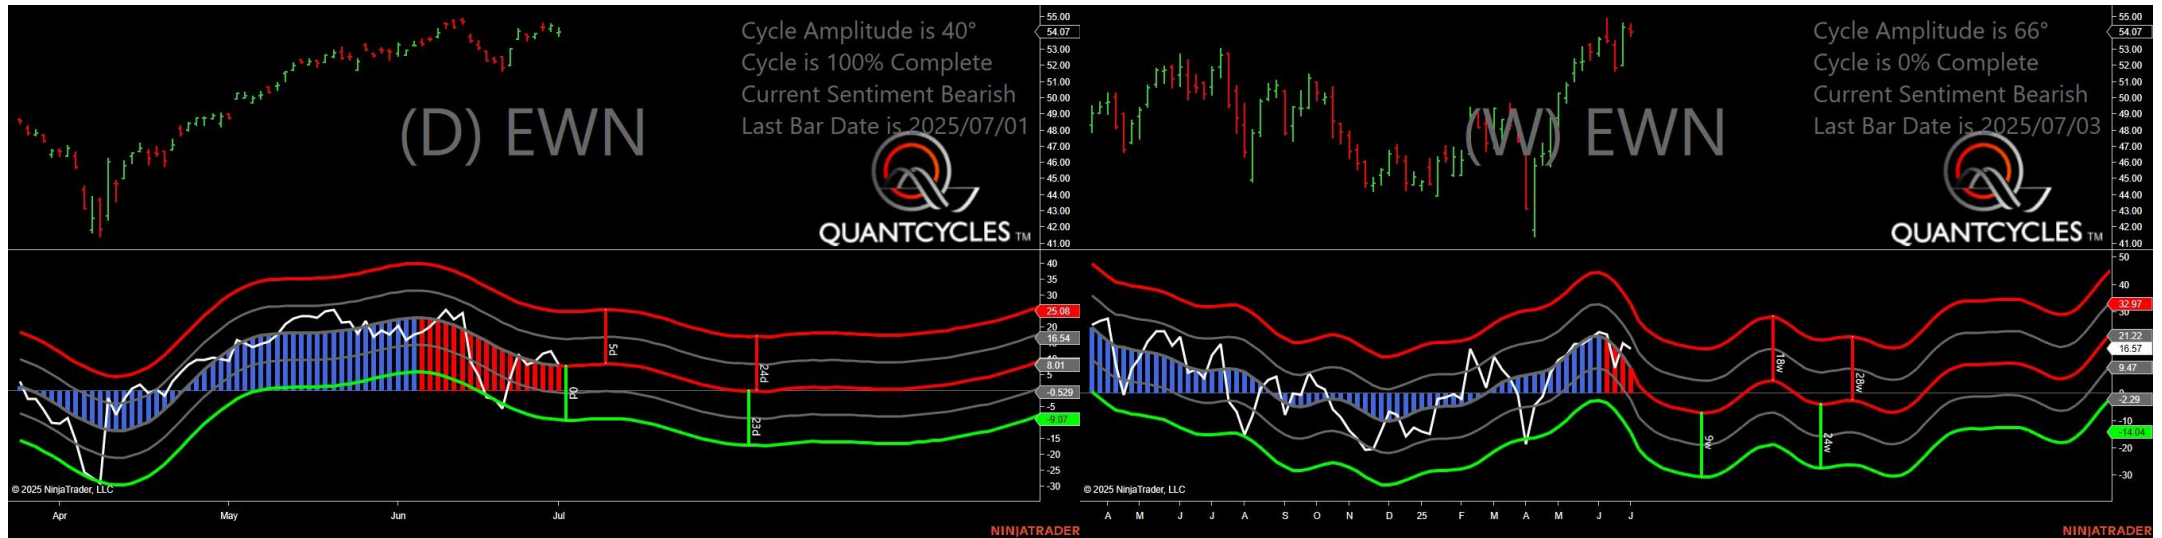 Cycle Amplitude is 40°
Cycle is 100% Complete
Current Sentiment Bearish
Last Bar Date is 2025/07/01
(D) EWN
QUANTCYCLES TM
55.00
54.07
53.00
52.00
51.00
50.00
49.00
48.00
47.00
46.00
45.00
44.00
43.00
42.00
41.00
40
35
30
25.08
20
16.54
8.01
5
-0.529
-5
-9.07
-15
-20
-25
-30
5d
24d
0d
23d
© 2025 NinjaTrader, LLC
Apr May Jun Jul
NINJATRADER
Cycle Amplitude is 66°
Cycle is 0% Complete
Current Sentiment Bearish
Last Bar Date is 2025/07/03
(W) EWN
QUANTCYCLES TM
55.00
54.07
53.00
52.00
51.00
50.00
49.00
48.00
47.00
46.00
45.00
44.00
43.00
42.00
41.00
50
40
32.97
30
21.22
16.57
9.47
0
-2.29
-10
-14.04
-20
-30
18w
28w
9w
24w
© 2025 NinjaTrader, LLC
A M J J A S O N D 25 F M A M J J
NINJATRADER